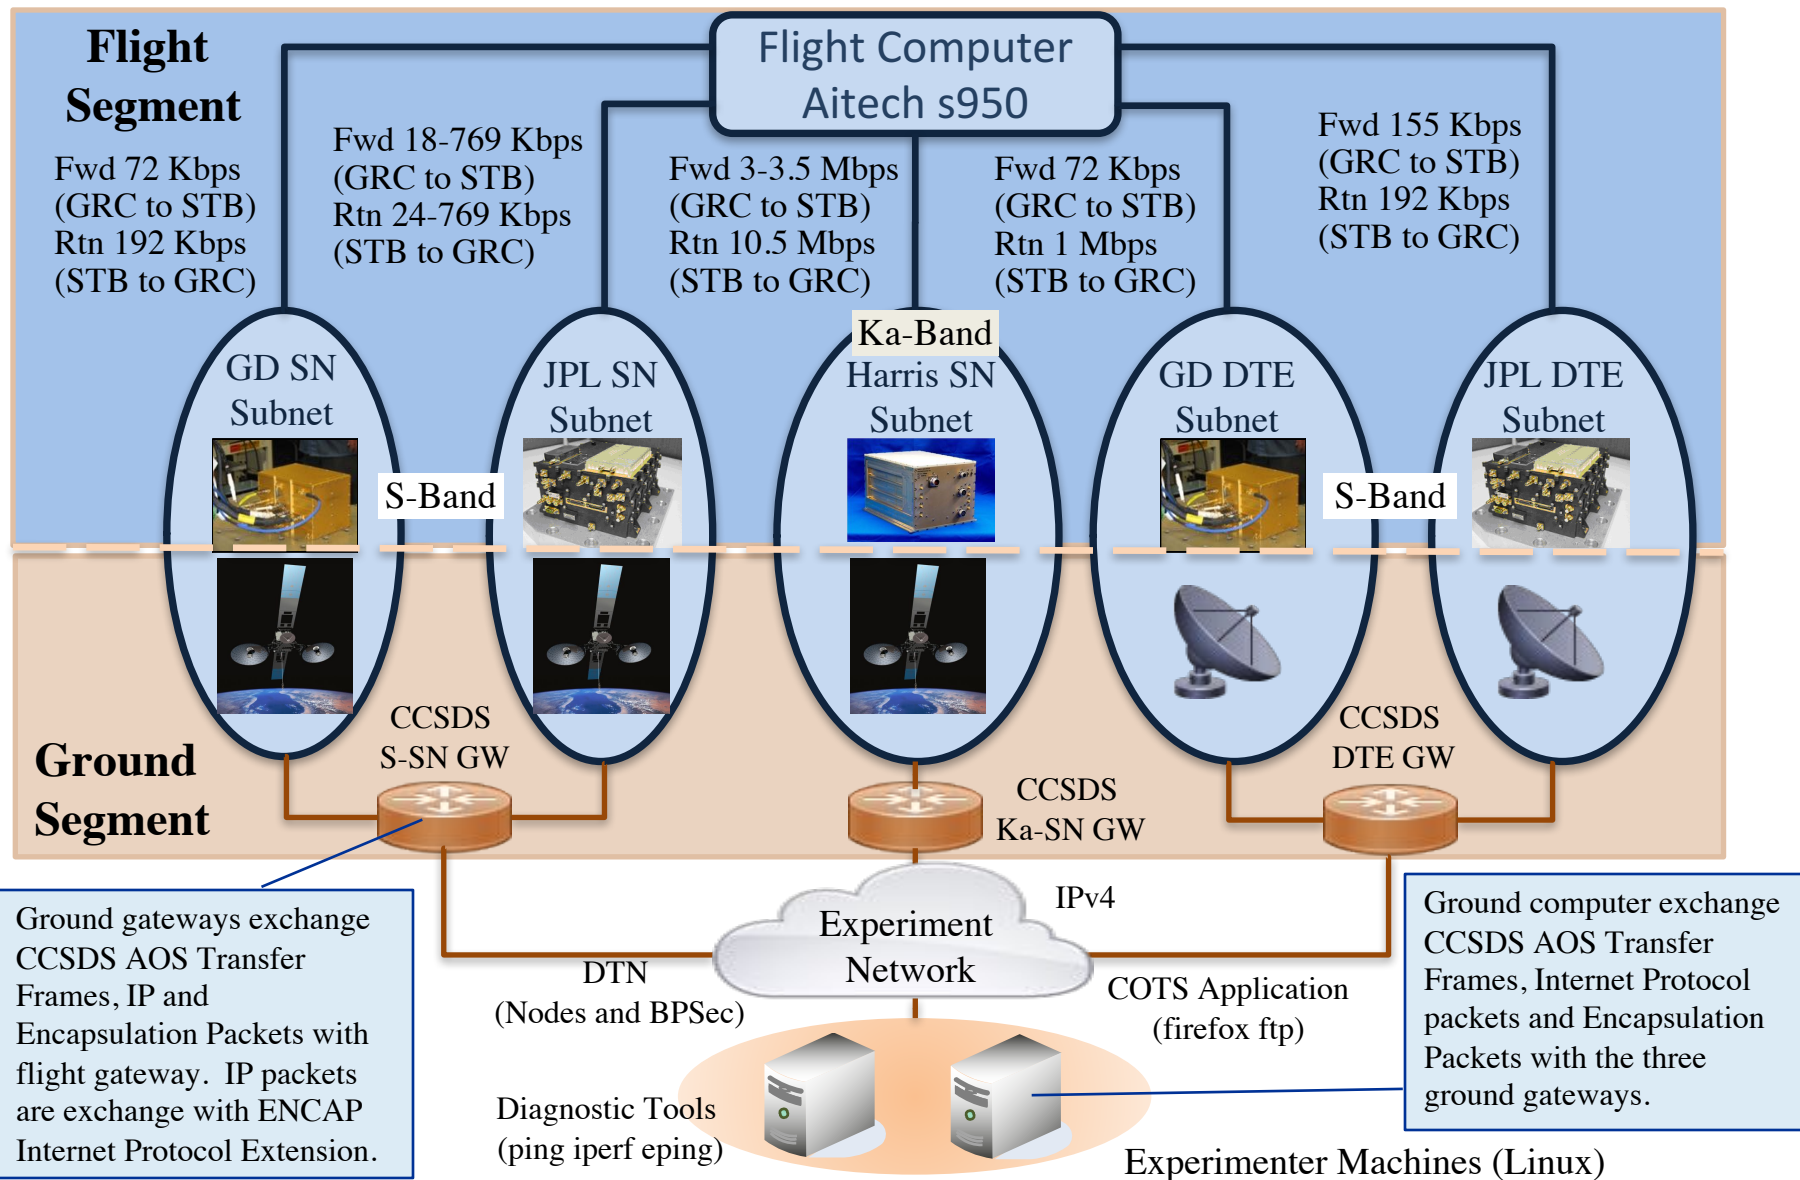 Flight
Segment
Flight Computer
Aitech s950
Fwd 72 Kbps
(GRC to STB)
Rtn 192 Kbps
(STB to GRC)
Fwd 18-769 Kbps
(GRC to STB)
Rtn 24-769 Kbps
(STB to GRC)
Fwd 3-3.5 Mbps
(GRC to STB)
Rtn 10.5 Mbps
(STB to GRC)
Fwd 72 Kbps
(GRC to STB)
Rtn 1 Mbps
(STB to GRC)
Fwd 155 Kbps
(GRC to STB)
Rtn 192 Kbps
(STB to GRC)
GD SN
Subnet
JPL SN
Subnet
Ka-Band
Harris SN
Subnet
GD DTE
Subnet
JPL DTE
Subnet
S-Band
S-Band
Ground
Segment
CCSDS
S-SN GW
CCSDS
Ka-SN GW
CCSDS
DTE GW
Ground gateways exchange
CCSDS AOS Transfer
Frames, IP and
Encapsulation Packets with
flight gateway.  IP packets
are exchange with ENCAP
Internet Protocol Extension.
Experiment
Network
IPv4
DTN
(Nodes and BPSec)
COTS Application
(firefox ftp)
Ground computer exchange
CCSDS AOS Transfer
Frames, Internet Protocol
packets and Encapsulation
Packets with the three
ground gateways.
Diagnostic Tools
(ping iperf eping)
Experimenter Machines (Linux)